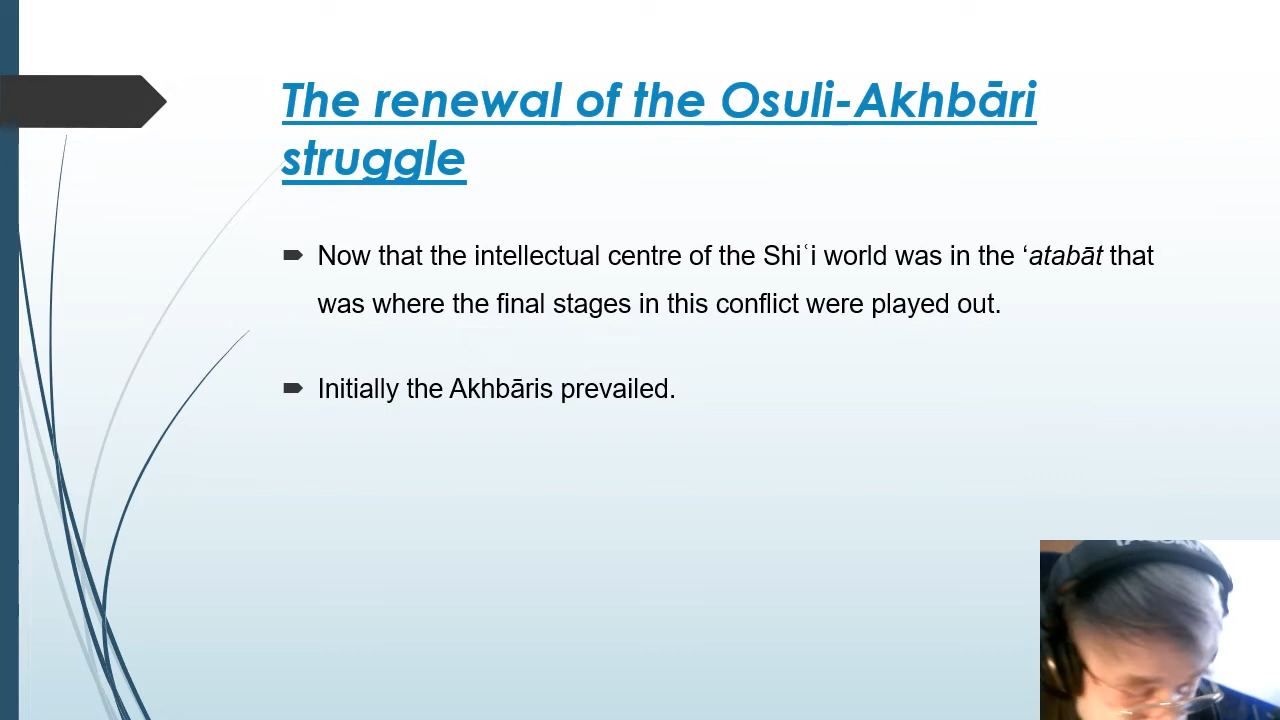 The renewal of the Osuli-Akhbāri
struggle
Now that the intellectual centre of the Shiʿi world was in the ‘atabāt that
was where the final stages in this conflict were played out.
Initially the Akhbāris prevailed.